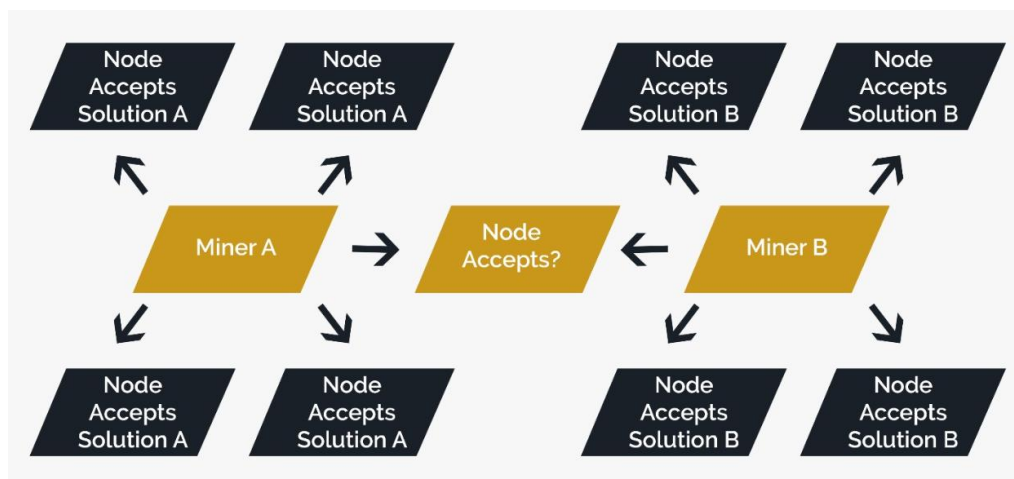 Node
Accepts
Solution A
Node
Accepts
Solution A
Node
Accepts
Solution B
Node
Accepts
Solution B
Miner A
Node
Accepts?
Miner B
Node
Accepts
Solution A
Node
Accepts
Solution A
Node
Accepts
Solution B
Node
Accepts
Solution B